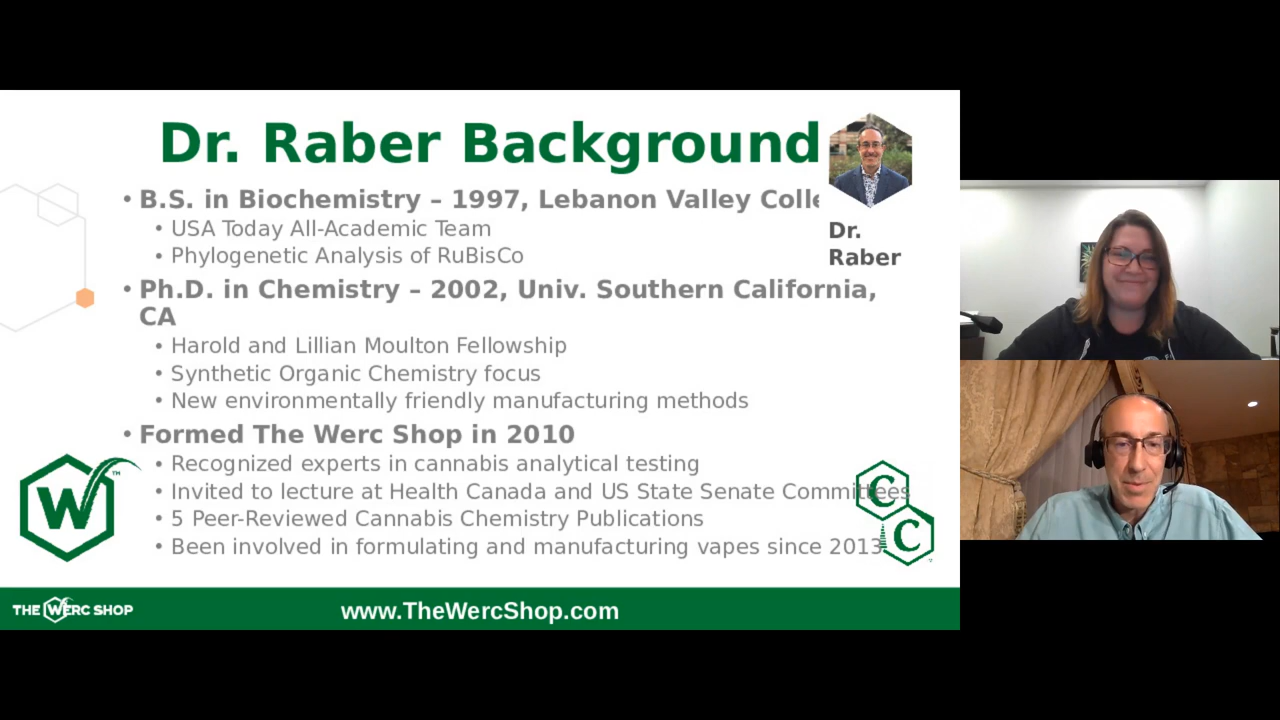 Dr. Raber Background
• B.S. in Biochemistry – 1997, Lebanon Valley Colle
• USA Today All-Academic Team
• Phylogenetic Analysis of RuBisCo
Dr.
Raber
• Ph.D. in Chemistry – 2002, Univ. Southern California,
CA
• Harold and Lillian Moulton Fellowship
• Synthetic Organic Chemistry focus
• New environmentally friendly manufacturing methods
• Formed The Werc Shop in 2010
• Recognized experts in cannabis analytical testing
• Invited to lecture at Health Canada and US State Senate Committees
• 5 Peer-Reviewed Cannabis Chemistry Publications
• Been involved in formulating and manufacturing vapes since 2013
W ™
C
C
THE WERC SHOP
www.TheWercShop.com